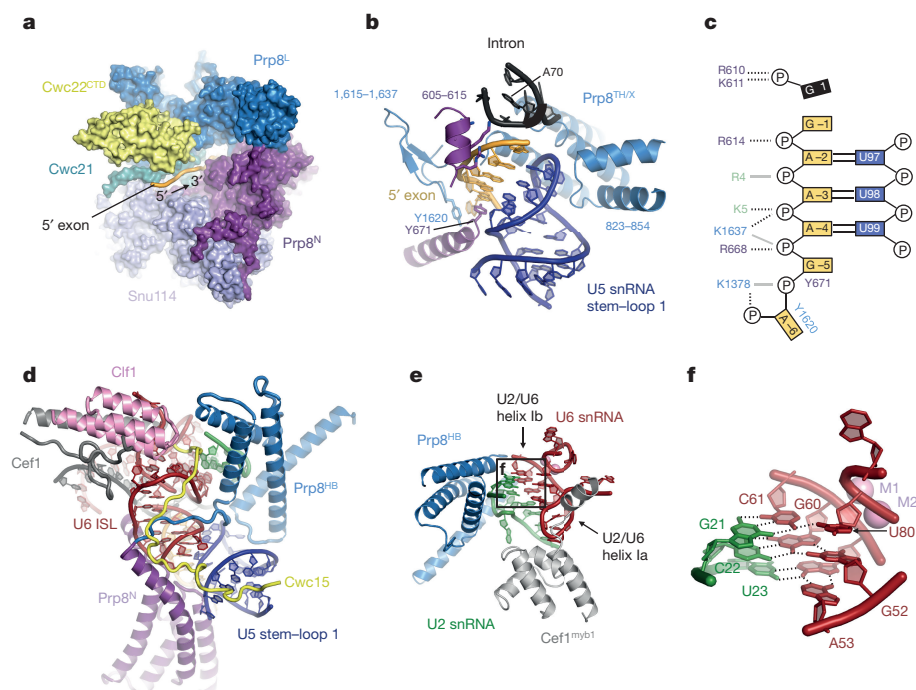 a
Prp8ᴸ
Cwc22ᶜᵀᴰ
Cwc21
5′ 3′
5′ exon
Prp8ᴺ
Snu114
b
Intron
A70
Prp8ᵀᴴ/ˣ
1,615–1,637
605–615
5′ exon
Y1620
Y671
823–854
U5 snRNA
stem–loop 1
c
R610
K611
P
G 1
G –1
P
R614
A –2 U97
P P
R4
A –3 U98
P P
K5
K1637
A –4 U99
P P
R668
G –5
Y671
K1378
P
P
A –6
Y1620
d
Clf1
Cef1
Prp8ᴴᴮ
U6 ISL
Prp8ᴺ
Cwc15
U5 stem–loop 1
e
U2/U6
helix Ib
U6 snRNA
Prp8ᴴᴮ
f
U2/U6
helix Ia
U2 snRNA
Cef1ᵐʸᵇ¹
f
M1
M2
C61
G60
G21
U80
C22
U23
G52
A53